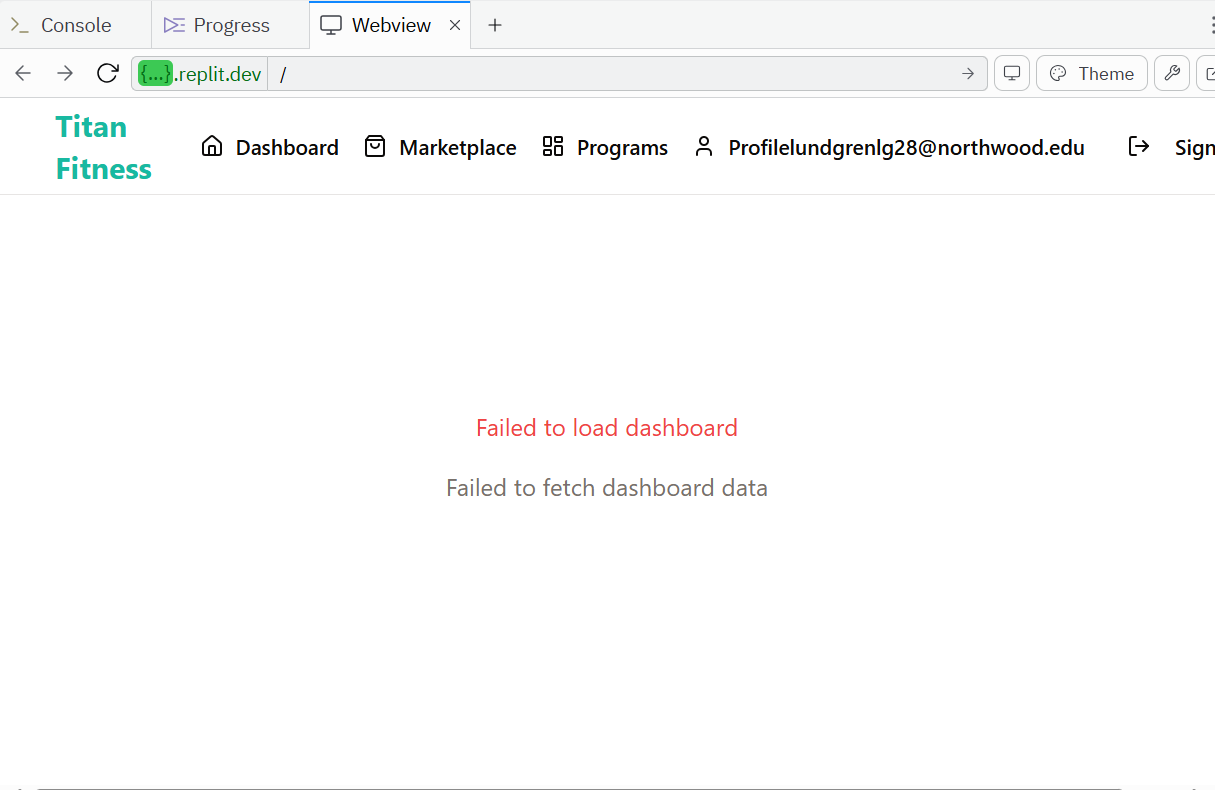 Console Progress Webview
{...}.replit.dev / Theme
Titan
Fitness
Dashboard Marketplace Programs Profilelundgrenlg28@northwood.edu Sign
Failed to load dashboard
Failed to fetch dashboard data